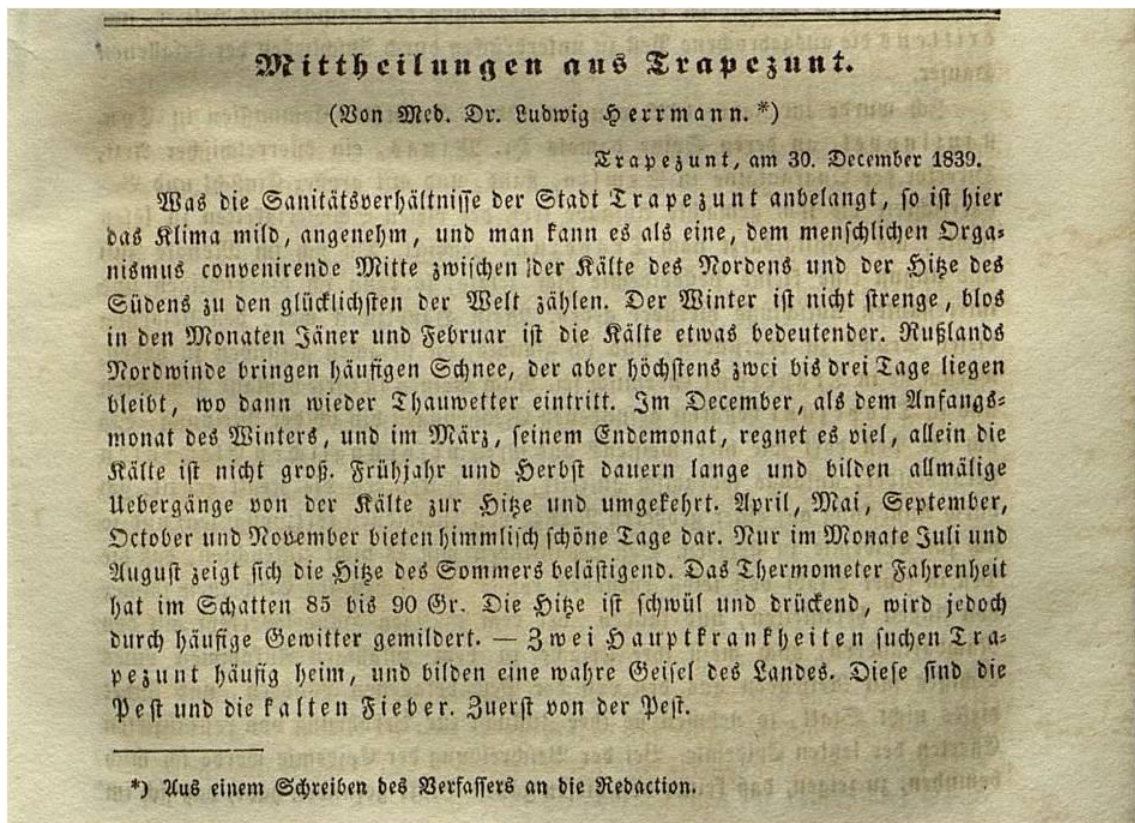 Mittheilungen aus Trapezunt.
(Von Med. Dr. Ludwig Herrmann.*)
Trapezunt, am 30. December 1839.
Was die Sanitätsverhältnisse der Stadt Trapezunt anbelangt, so ist hier
das Klima mild, angenehm, und man kann es als eine, dem menschlichen Orga-
nismus convenirende Mitte zwischen der Kälte des Nordens und der Hitze des
Südens zu den glücklichsten der Welt zählen. Der Winter ist nicht strenge, blos
in den Monaten Jäner und Februar ist die Kälte etwas bedeutender. Rußlands
Nordwinde bringen häufigen Schnee, der aber höchstens zwei bis drei Tage liegen
bleibt, wo dann wieder Thauwetter eintritt. Im December, als dem Anfangs-
monat des Winters, und im März, seinem Endemonat, regnet es viel, allein die
Kälte ist nicht groß. Frühjahr und Herbst dauern lange und bilden allmälige
Uebergänge von der Kälte zur Hitze und umgekehrt. April, Mai, September,
October und November bieten himmlisch schöne Tage dar. Nur im Monate Juli und
August zeigt sich die Hitze des Sommers belästigend. Das Thermometer Fahrenheit
hat im Schatten 85 bis 90 Gr. Die Hitze ist schwül und drückend, wird jedoch
durch häufige Gewitter gemildert. — Zwei Hauptkrankheiten suchen Tra-
pezunt häufig heim, und bilden eine wahre Geisel des Landes. Diese sind die
Pest und die kalten Fieber. Zuerst von der Pest.
*) Aus einem Schreiben des Verfassers an die Redaction.